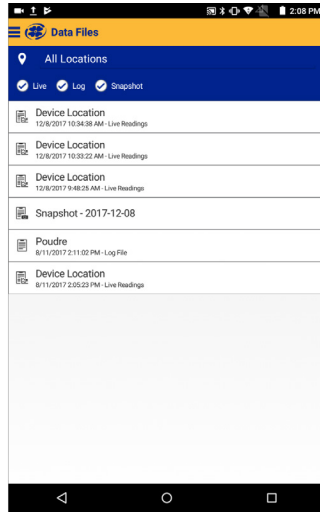 2:08 PM
Data Files
All Locations
Live Log Snapshot
Device Location
12/8/2017 10:34:38 AM - Live Readings
Device Location
12/8/2017 10:33:22 AM - Live Readings
Device Location
12/8/2017 9:48:25 AM - Live Readings
Snapshot - 2017-12-08
Poudre
8/11/2017 2:11:02 PM - Log File
Device Location
8/11/2017 2:05:23 PM - Live Readings